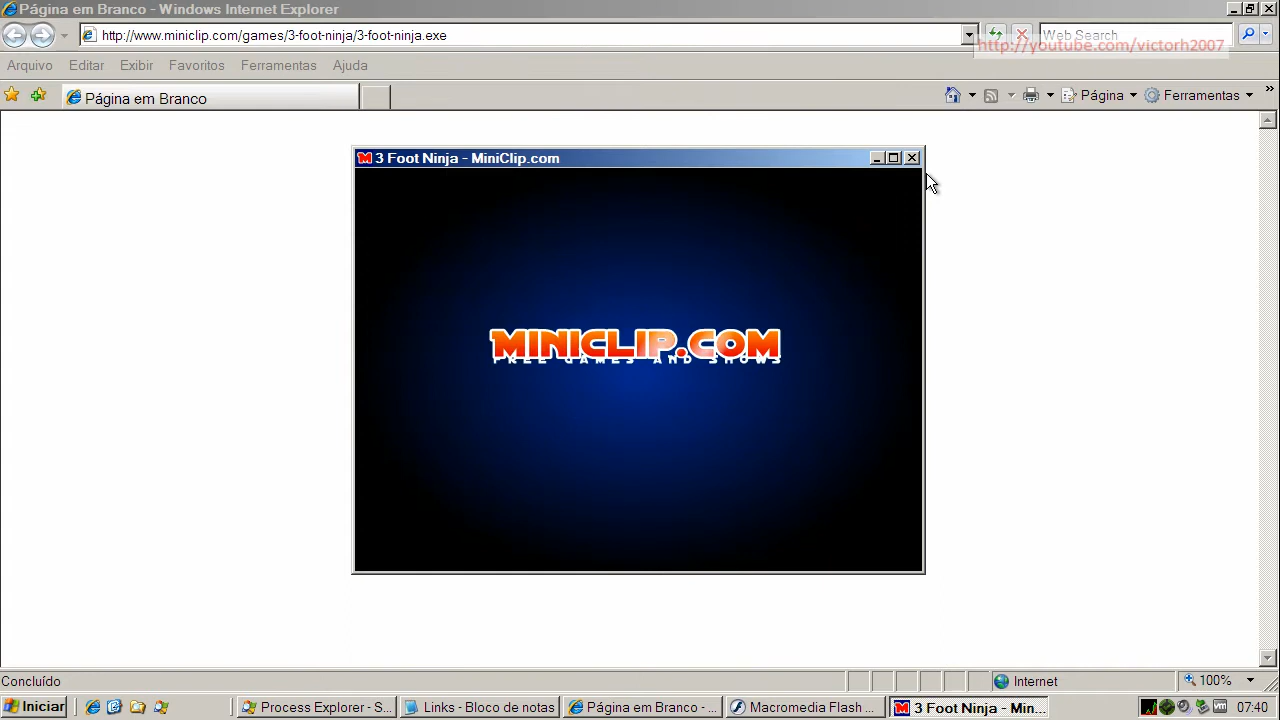 Página em Branco - Windows Internet Explorer
http://www.miniclip.com/games/3-foot-ninja/3-foot-ninja.exe
Web Search
http://youtube.com/victorh2007
Arquivo Editar Exibir Favoritos Ferramentas Ajuda
Página em Branco
Página
Ferramentas
3 Foot Ninja - MiniClip.com
MINICLIP.COM
FREE GAMES AND SHOWS
Concluído
Internet
100%
Iniciar
Process Explorer - S...
Links - Bloco de notas
Página em Branco - ...
Macromedia Flash ...
3 Foot Ninja - Min...
07:40